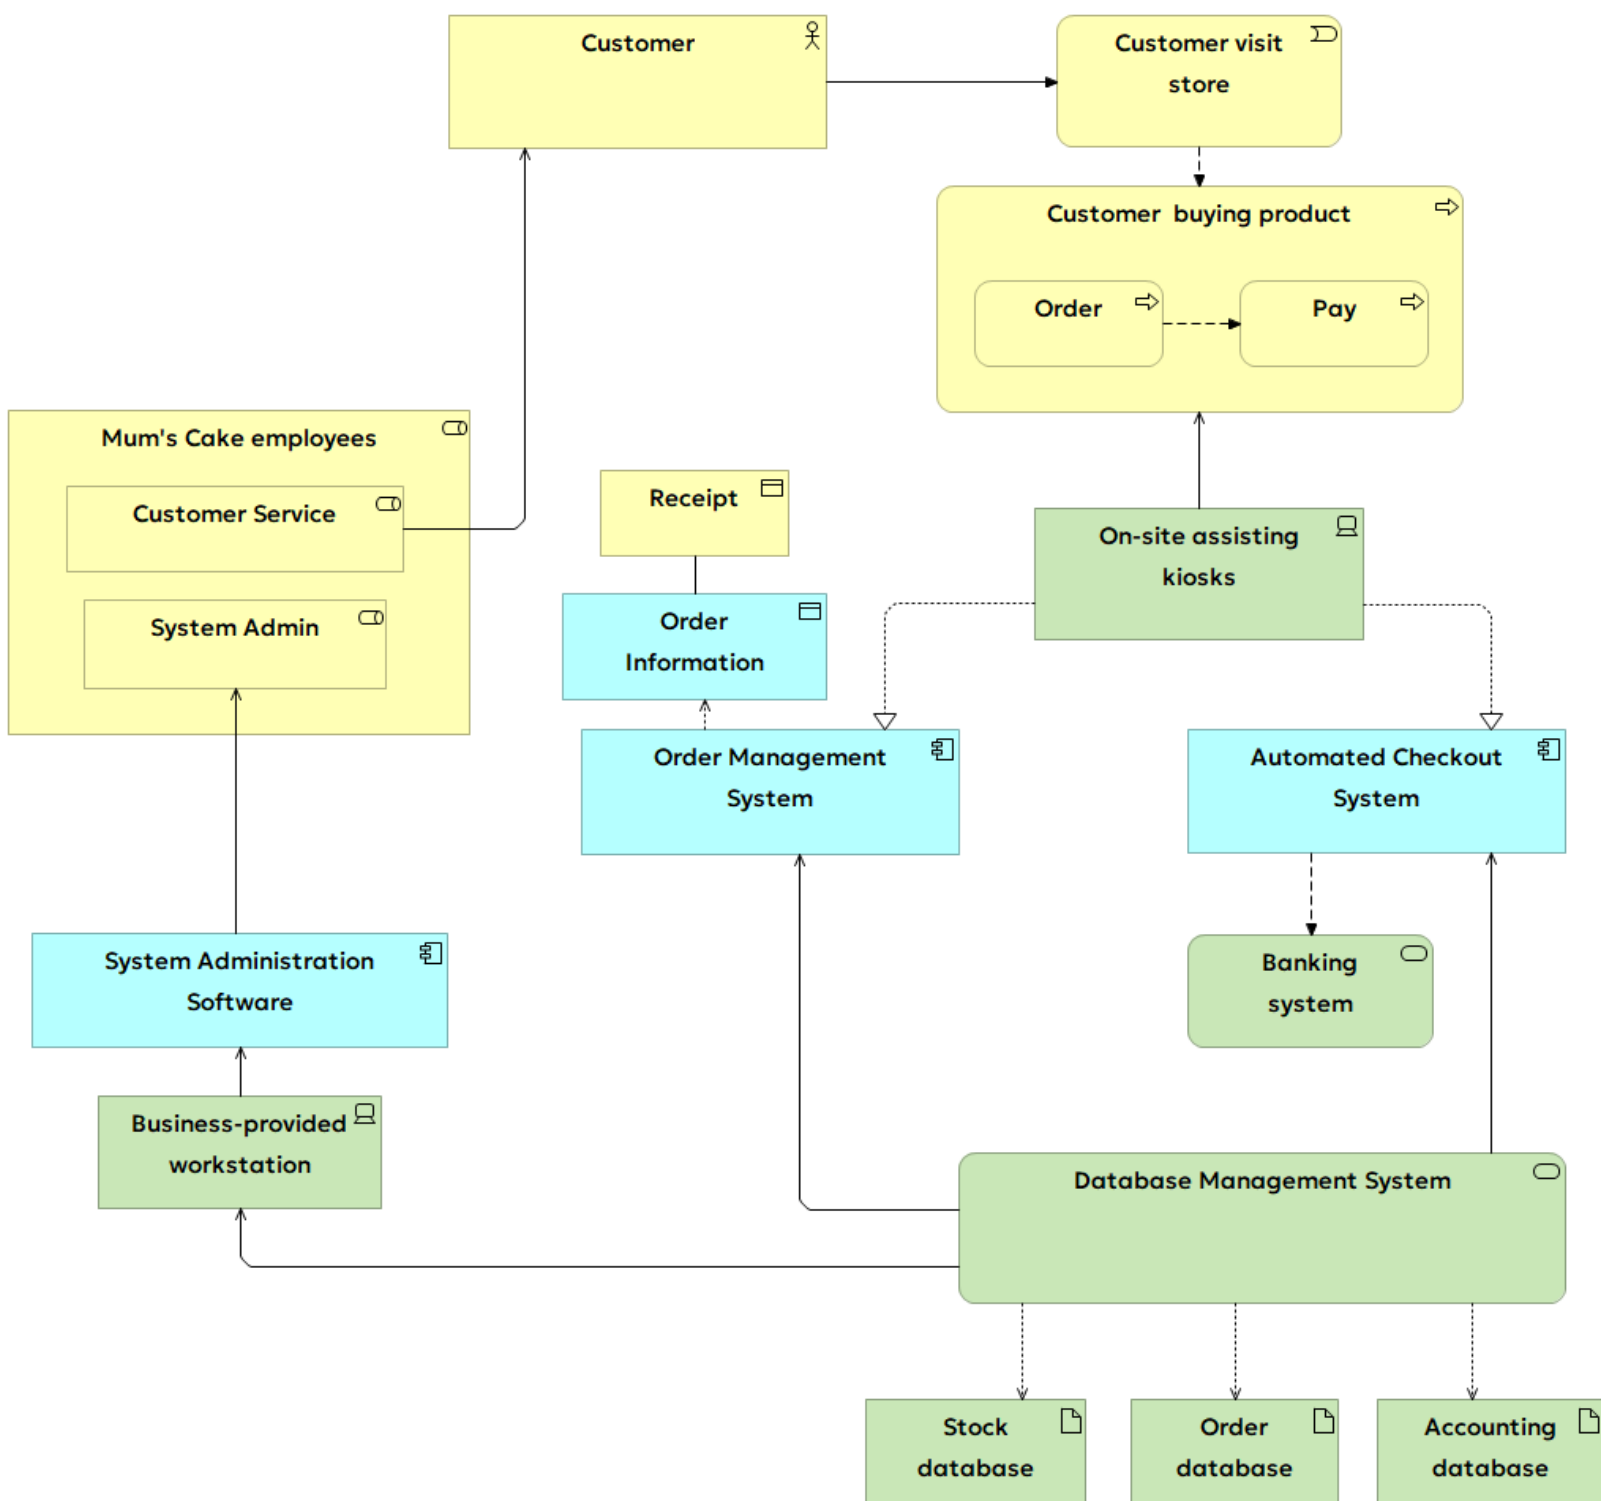 Customer
Customer visit
store
Customer  buying product
Order
Pay
Mum's Cake employees
Customer Service
System Admin
Receipt
On-site assisting
kiosks
Order
Information
Order Management
System
Automated Checkout
System
System Administration
Software
Banking
system
Business-provided
workstation
Database Management System
Stock
database
Order
database
Accounting
database